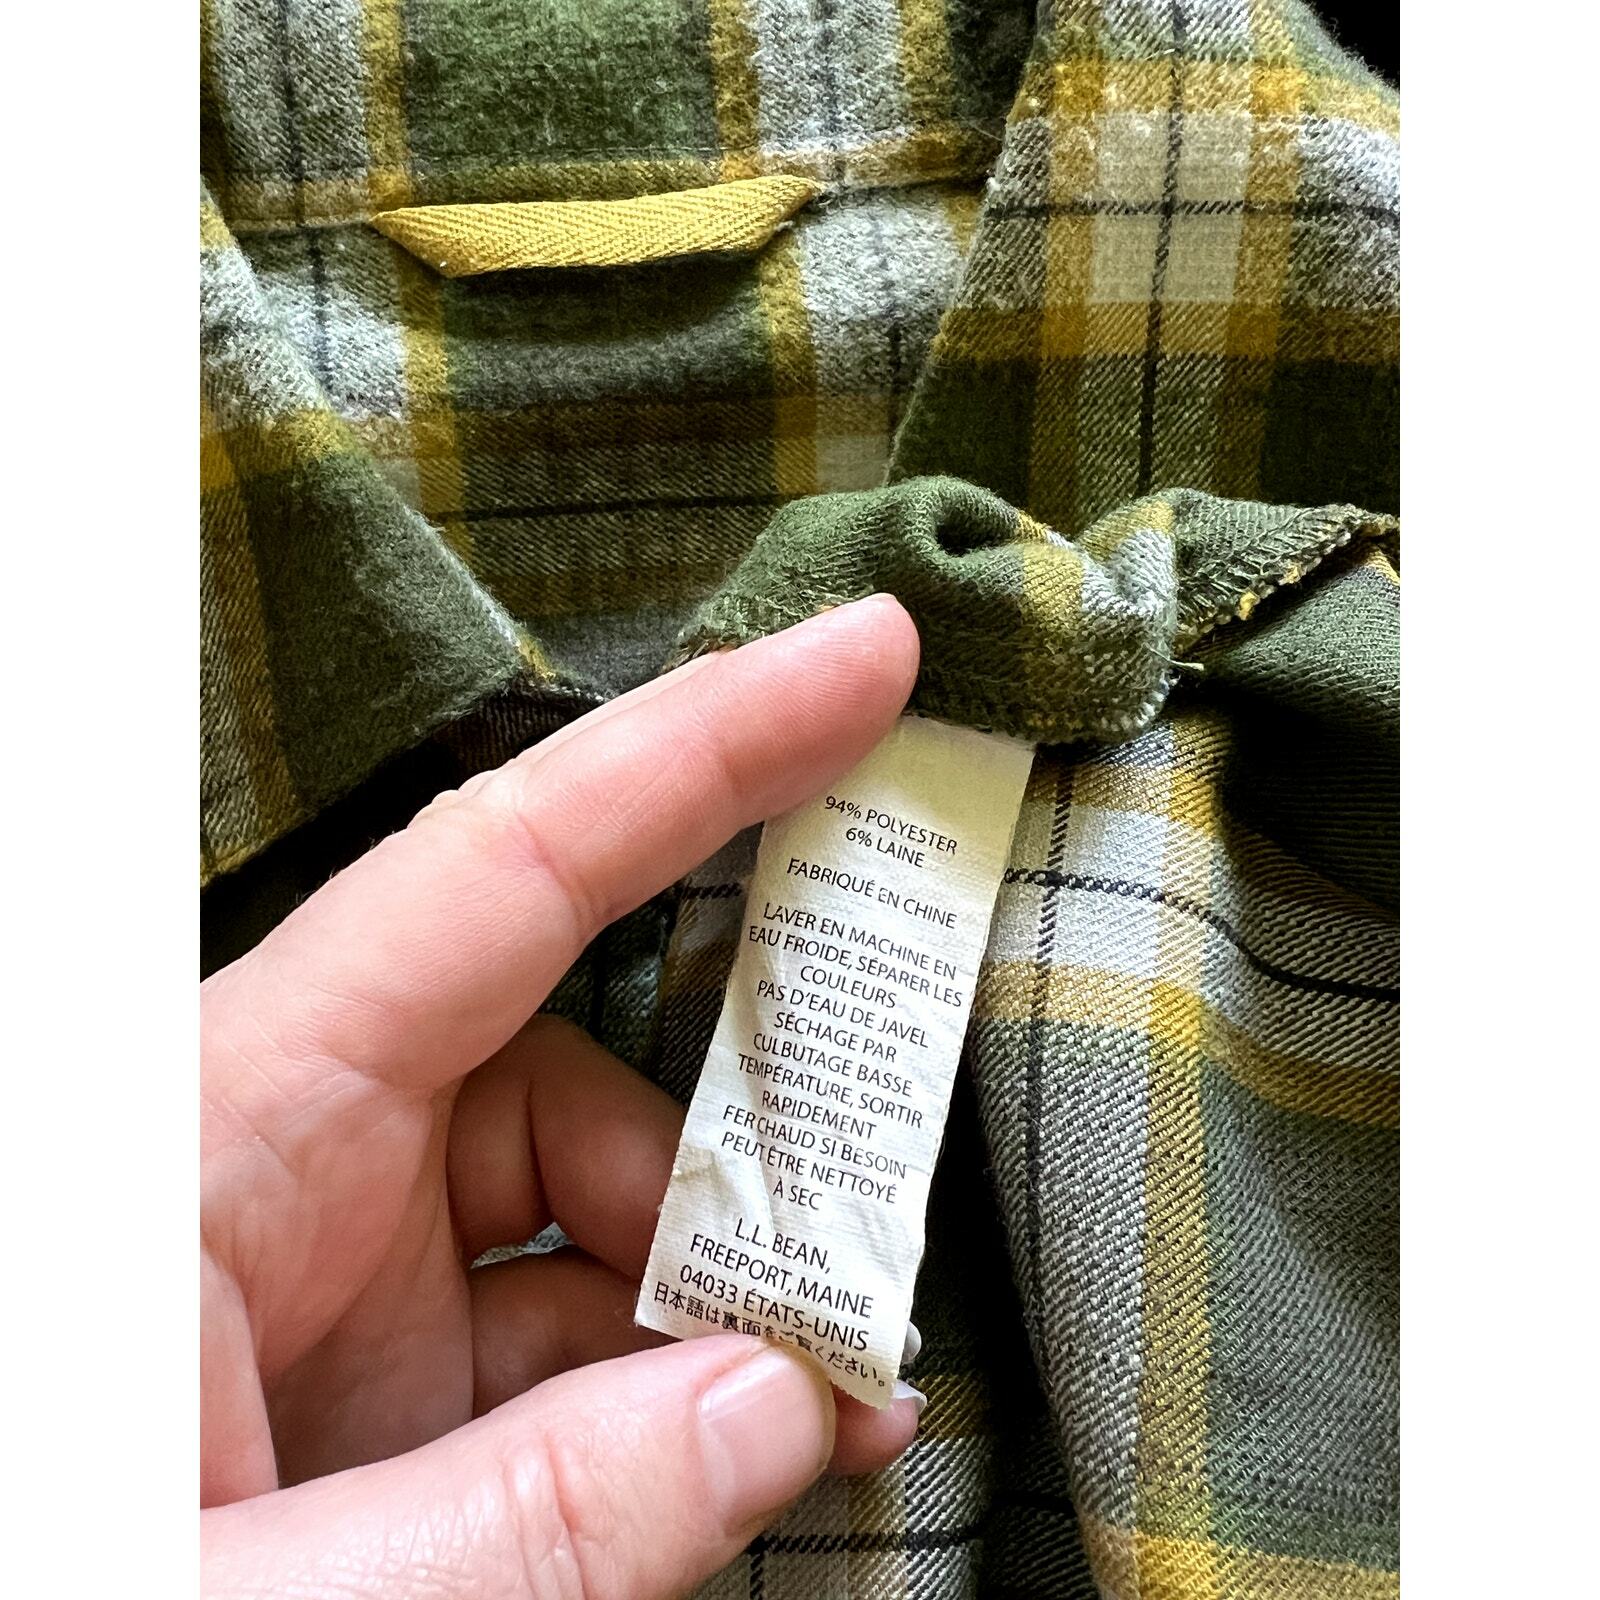 94% POLYESTER
6% LAINE
FABRIQUÉ EN CHINE
LAVER EN MACHINE EN
EAU FROIDE, SÉPARER LES
COULEURS
PAS D'EAU DE JAVEL
SÉCHAGE PAR
CULBUTAGE BASSE
TEMPÉRATURE, SORTIR
RAPIDEMENT
FER CHAUD SI BESOIN
PEUT ÊTRE NETTOYÉ
À SEC
L.L. BEAN,
FREEPORT, MAINE
04033 ÉTATS-UNIS
日本語は裏面をご覧ください。